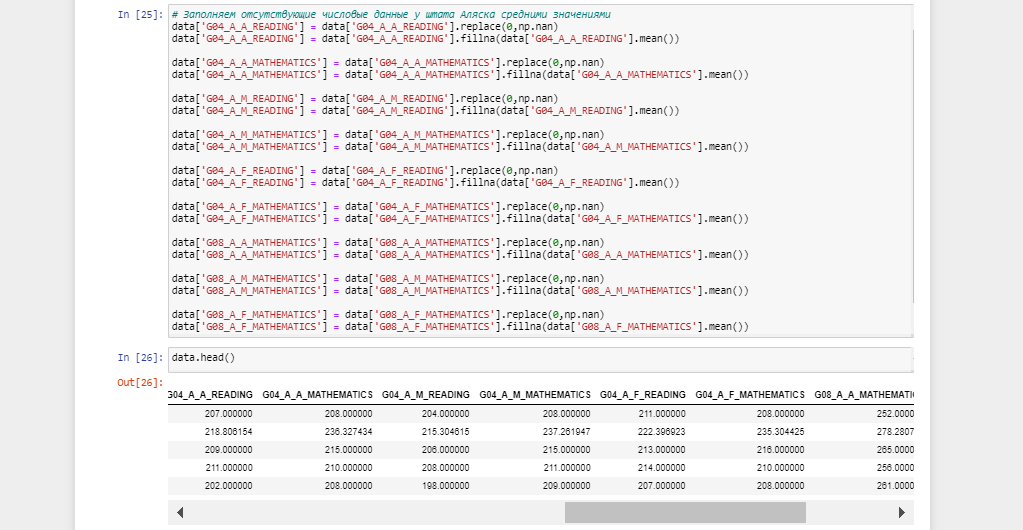 In [25]:
# Заполняем отсутствующие числовые данные у штата Аляска средними значениями
data['G04_A_A_READING'] = data['G04_A_A_READING'].replace(0,np.nan)
data['G04_A_A_READING'] = data['G04_A_A_READING'].fillna(data['G04_A_A_READING'].mean())
data['G04_A_A_MATHEMATICS'] = data['G04_A_A_MATHEMATICS'].replace(0,np.nan)
data['G04_A_A_MATHEMATICS'] = data['G04_A_A_MATHEMATICS'].fillna(data['G04_A_A_MATHEMATICS'].mean())
data['G04_A_M_READING'] = data['G04_A_M_READING'].replace(0,np.nan)
data['G04_A_M_READING'] = data['G04_A_M_READING'].fillna(data['G04_A_M_READING'].mean())
data['G04_A_M_MATHEMATICS'] = data['G04_A_M_MATHEMATICS'].replace(0,np.nan)
data['G04_A_M_MATHEMATICS'] = data['G04_A_M_MATHEMATICS'].fillna(data['G04_A_M_MATHEMATICS'].mean())
data['G04_A_F_READING'] = data['G04_A_F_READING'].replace(0,np.nan)
data['G04_A_F_READING'] = data['G04_A_F_READING'].fillna(data['G04_A_F_READING'].mean())
data['G04_A_F_MATHEMATICS'] = data['G04_A_F_MATHEMATICS'].replace(0,np.nan)
data['G04_A_F_MATHEMATICS'] = data['G04_A_F_MATHEMATICS'].fillna(data['G04_A_F_MATHEMATICS'].mean())
data['G08_A_A_MATHEMATICS'] = data['G08_A_A_MATHEMATICS'].replace(0,np.nan)
data['G08_A_A_MATHEMATICS'] = data['G08_A_A_MATHEMATICS'].fillna(data['G08_A_A_MATHEMATICS'].mean())
data['G08_A_M_MATHEMATICS'] = data['G08_A_M_MATHEMATICS'].replace(0,np.nan)
data['G08_A_M_MATHEMATICS'] = data['G08_A_M_MATHEMATICS'].fillna(data['G08_A_M_MATHEMATICS'].mean())
data['G08_A_F_MATHEMATICS'] = data['G08_A_F_MATHEMATICS'].replace(0,np.nan)
data['G08_A_F_MATHEMATICS'] = data['G08_A_F_MATHEMATICS'].fillna(data['G08_A_F_MATHEMATICS'].mean())
In [26]: data.head()
Out[26]:
G04_A_A_READING G04_A_A_MATHEMATICS G04_A_M_READING G04_A_M_MATHEMATICS G04_A_F_READING G04_A_F_MATHEMATICS G08_A_A_MATHEMATI
207.000000 208.000000 204.000000 208.000000 211.000000 208.000000 252.0000
218.806154 236.327434 215.304615 237.261947 222.396923 235.304425 278.2807
209.000000 215.000000 206.000000 215.000000 213.000000 216.000000 265.0000
211.000000 210.000000 208.000000 211.000000 214.000000 210.000000 256.0000
202.000000 208.000000 198.000000 209.000000 207.000000 208.000000 261.0000